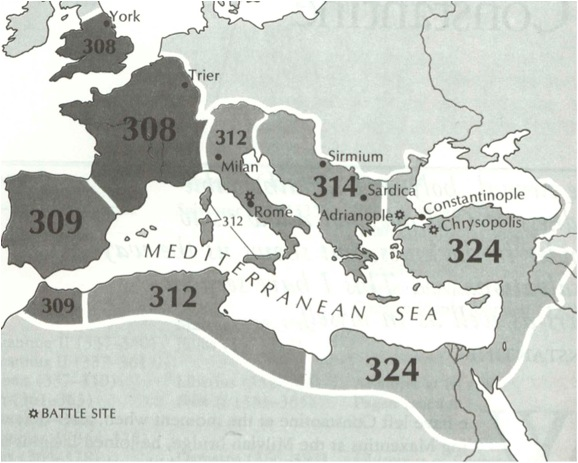 Constantine
York
308
Trier
308
312
Milan
Sirmium
314
Sardica
Constantinople
Adrianople
Chrysopolis
Rome
312
309
324
MEDITERRANEAN SEA
309
312
324
BATTLE SITE